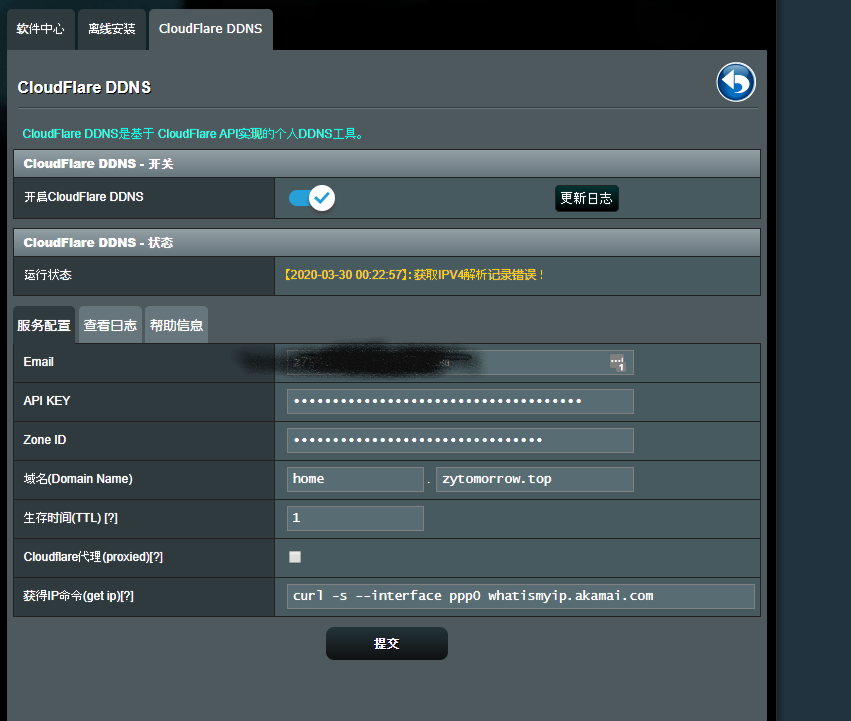 软件中心 离线安装 CloudFlare DDNS
CloudFlare DDNS
CloudFlare DDNS是基于 CloudFlare API实现的个人DDNS工具。
CloudFlare DDNS - 开关
开启CloudFlare DDNS 更新日志
CloudFlare DDNS - 状态
运行状态 【2020-03-30 00:22:57】: 获取IPV4解析记录错误！
服务配置 查看日志 帮助信息
Email
API KEY ••••••••••••••••••••••••••••••••••••••
Zone ID ••••••••••••••••••••••••••••••••
域名(Domain Name) home . zytomorrow.top
生存时间(TTL) [?] 1
Cloudflare代理(proxied)[?]
获得IP命令(get ip)[?] curl -s --interface ppp0 whatismyip.akamai.com
提交